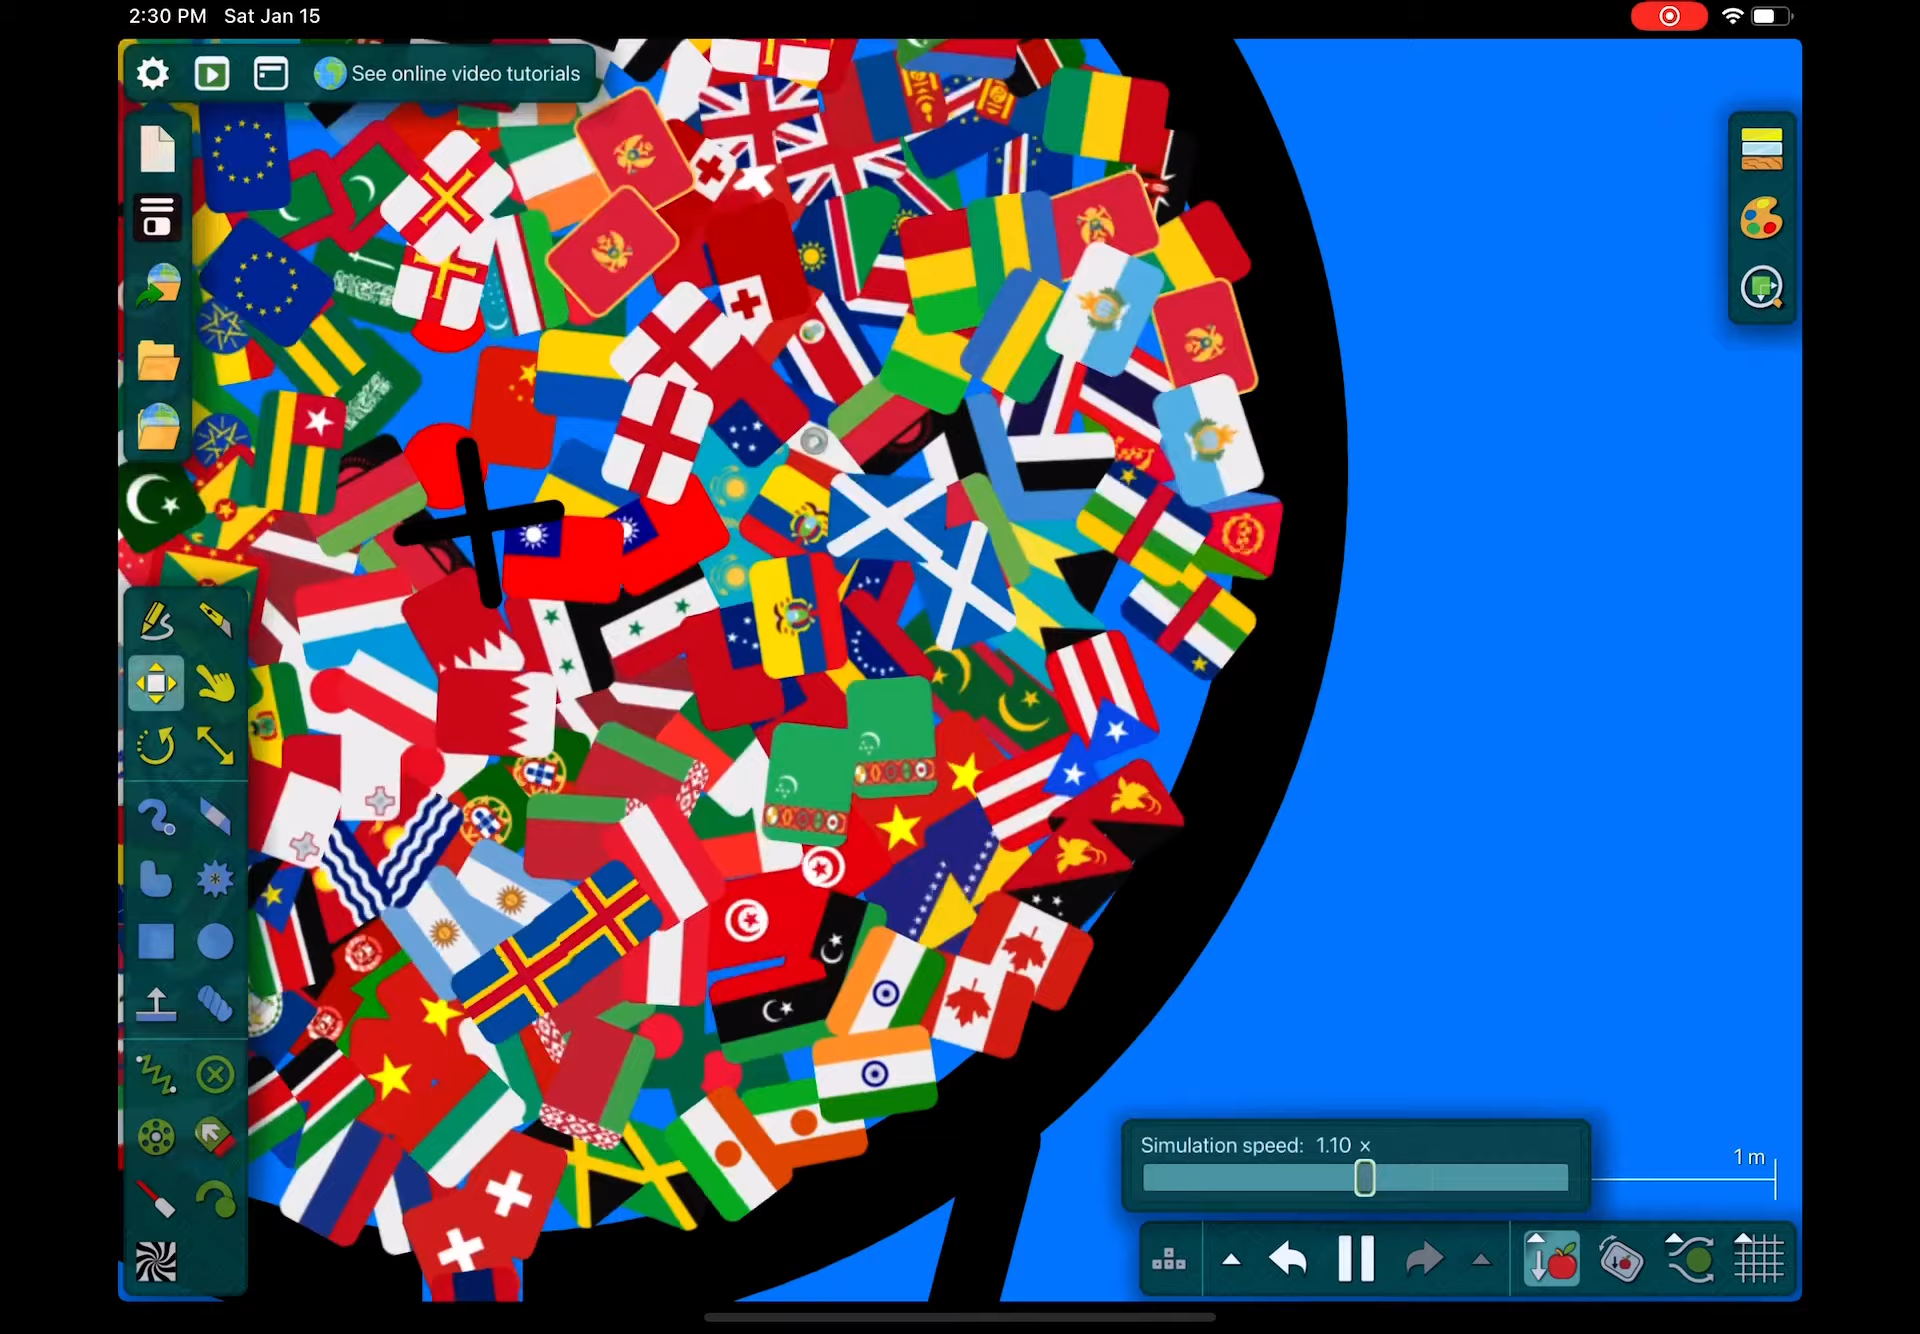 2:30 PM Sat Jan 15
See online video tutorials
Simulation speed: 1.10 ×
1 m